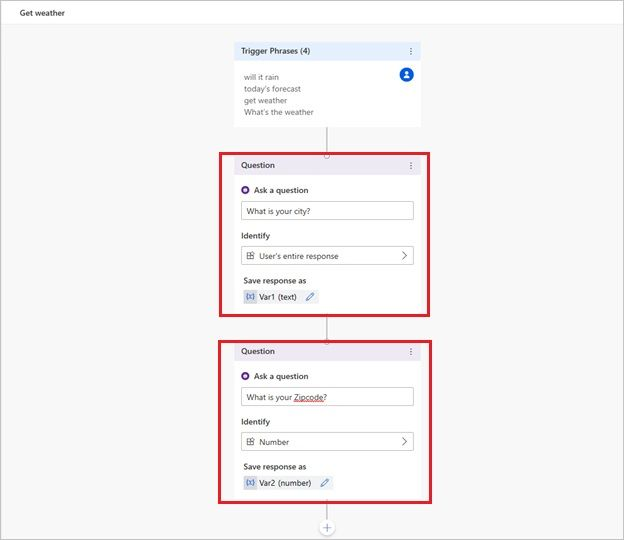 Get weather
Trigger Phrases (4)
will it rain
today's forecast
get weather
What's the weather
Question
Ask a question
What is your city?
Identify
User's entire response
Save response as
{x} Var1 (text)
Question
Ask a question
What is your Zipcode?
Identify
Number
Save response as
{x} Var2 (number)